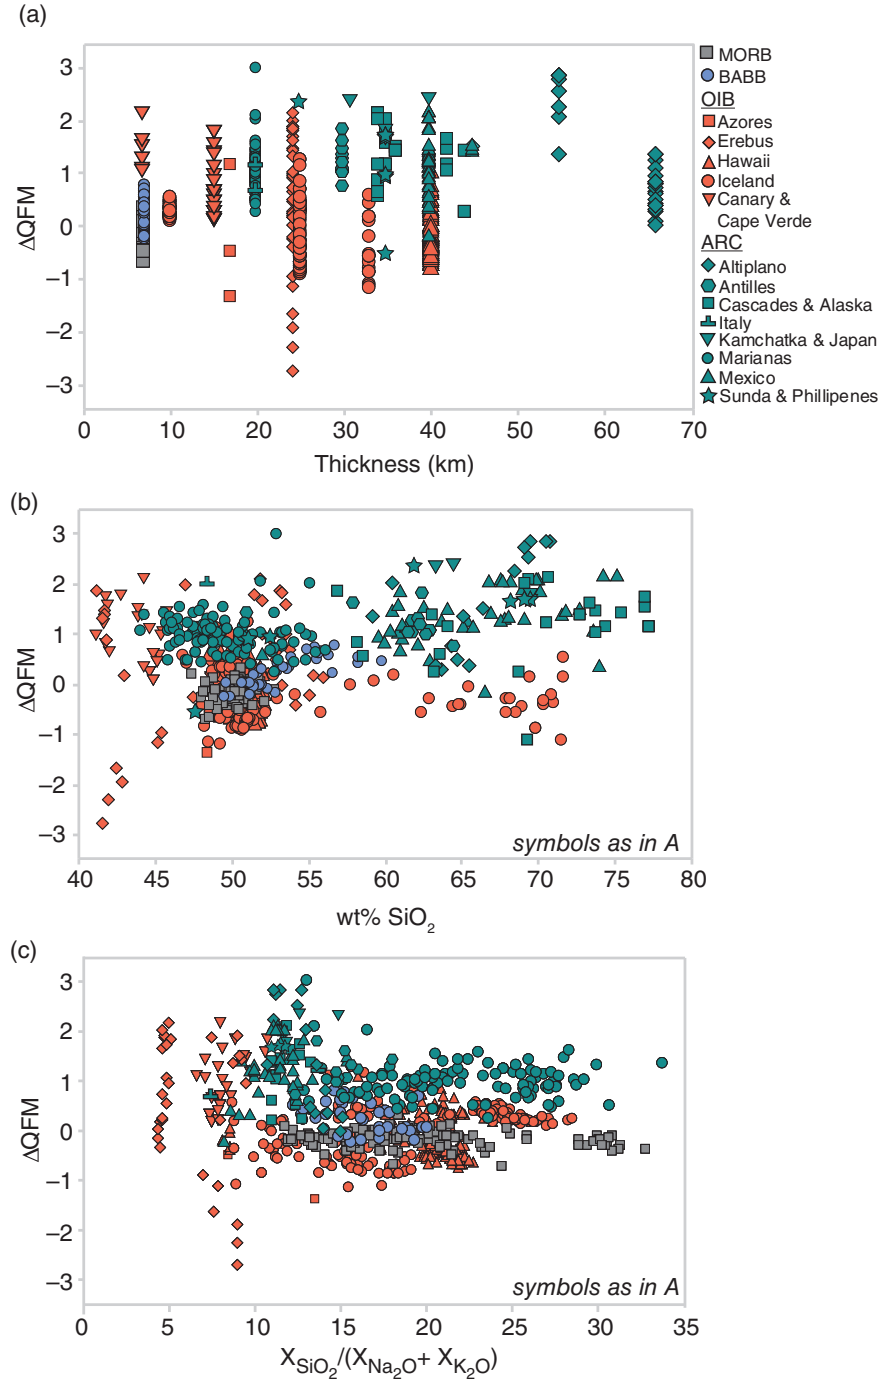 (a)
3
2
1
0
−1
−2
−3
ΔQFM
0 10 20 30 40 50 60 70
Thickness (km)
MORB
BABB
OIB
Azores
Erebus
Hawaii
Iceland
Canary &
Cape Verde
ARC
Altiplano
Antilles
Cascades & Alaska
Italy
Kamchatka & Japan
Marianas
Mexico
Sunda & Phillipenes
(b)
3
2
1
0
−1
−2
−3
ΔQFM
symbols as in A
40 45 50 55 60 65 70 75 80
wt% SiO2
(c)
3
2
1
0
−1
−2
−3
ΔQFM
symbols as in A
0 5 10 15 20 25 30 35
XSiO2/(XNa2O+ XK2O)